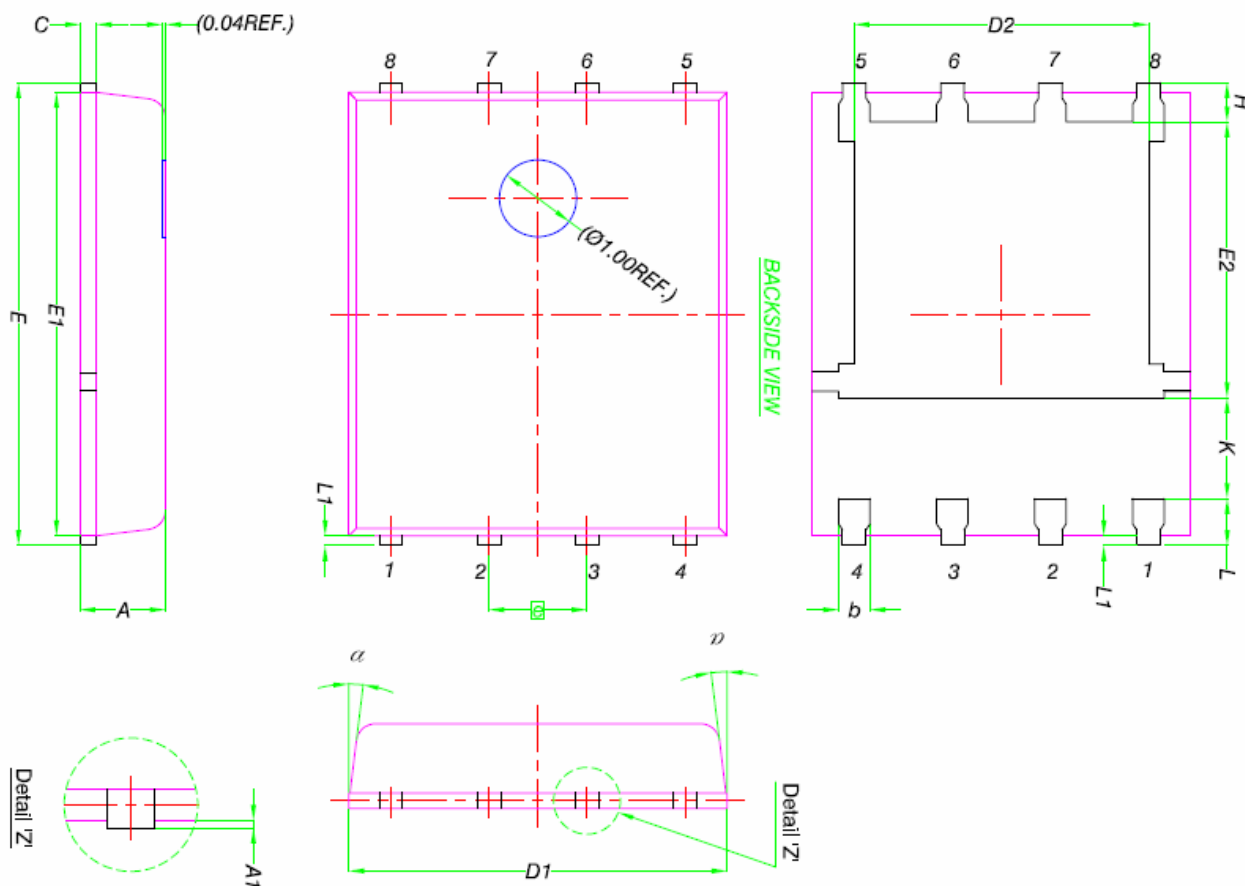 C
(0.04REF.)
E
E1
A
8
7
6
5
(Ø1.00REF.)
L1
1
2
3
4
e
BACKSIDE VIEW
D2
5
6
7
8
H
E2
K
L
L1
4
3
2
1
b
α
α
D1
Detail 'Z'
Detail 'Z'
A1